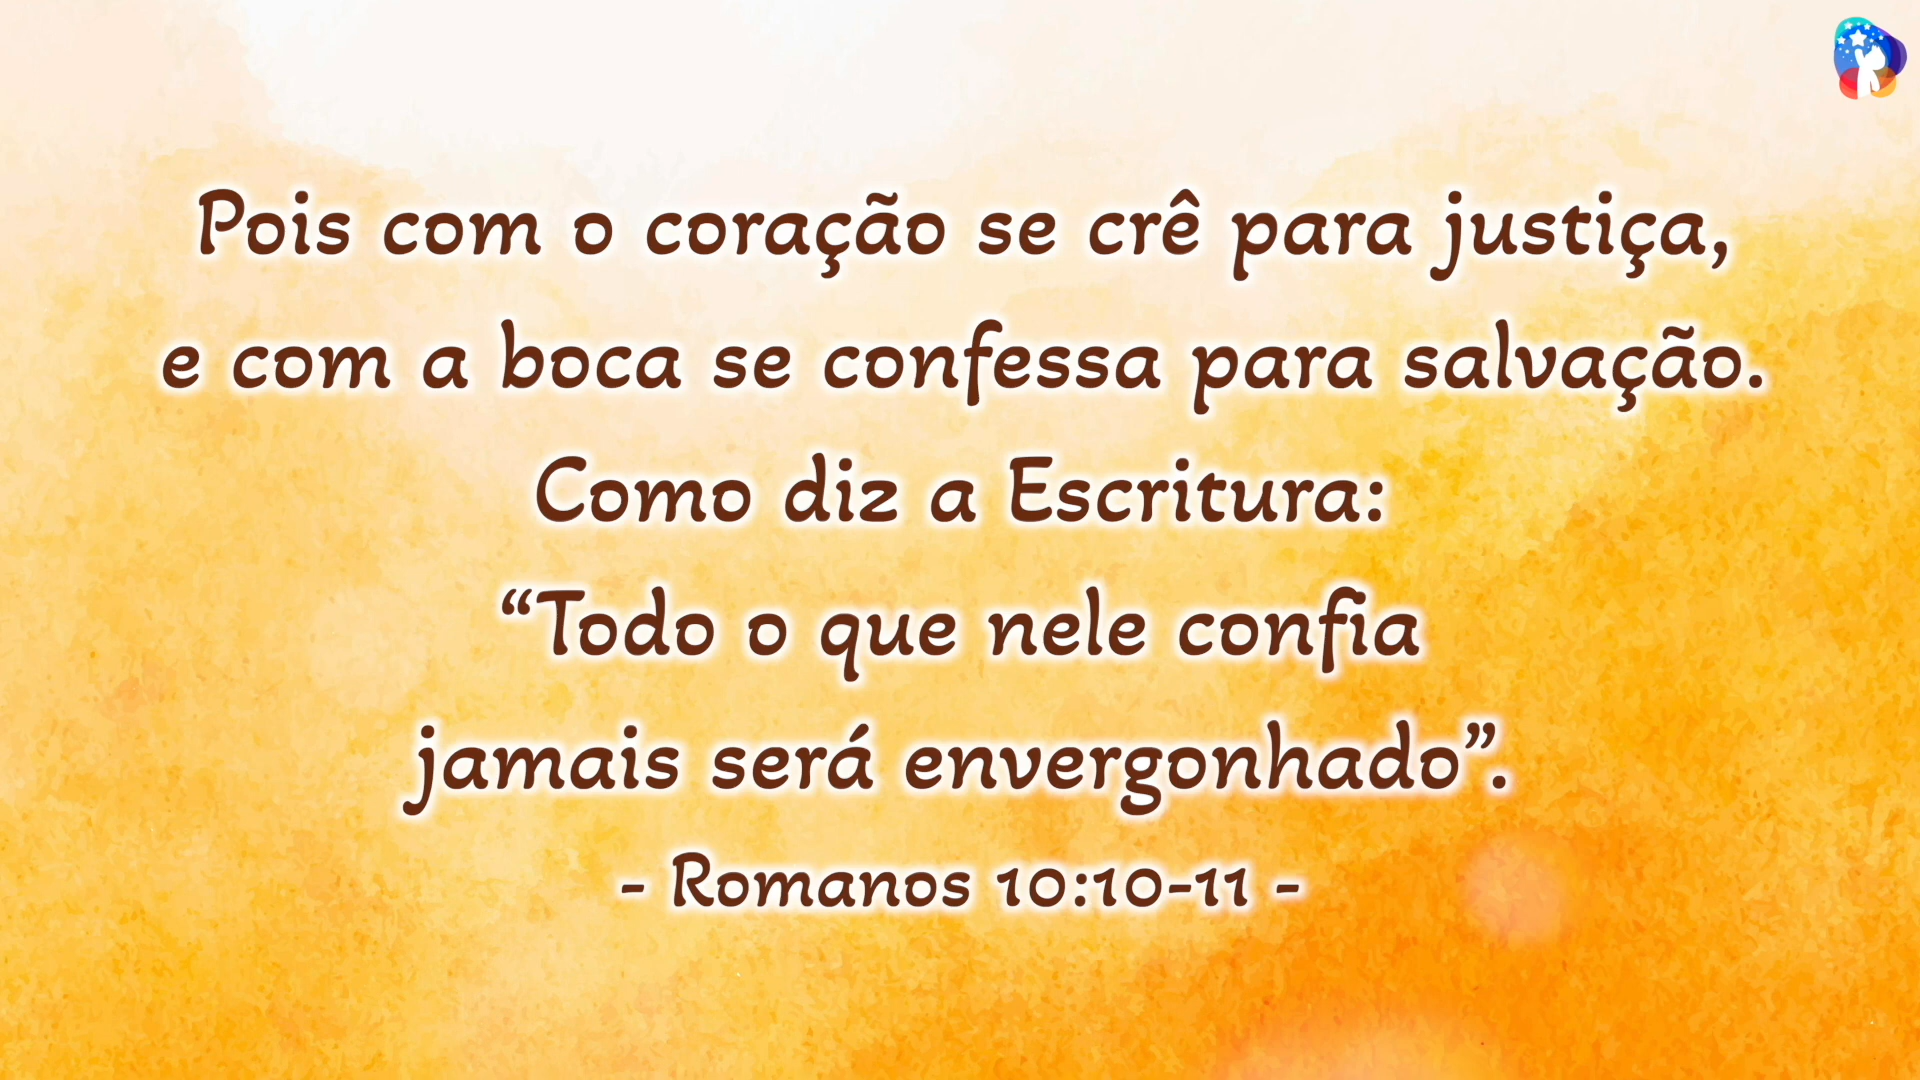 Pois com o coração se crê para justiça,
e com a boca se confessa para salvação.
Como diz a Escritura:
“Todo o que nele confia
jamais será envergonhado”.
- Romanos 10:10-11 -